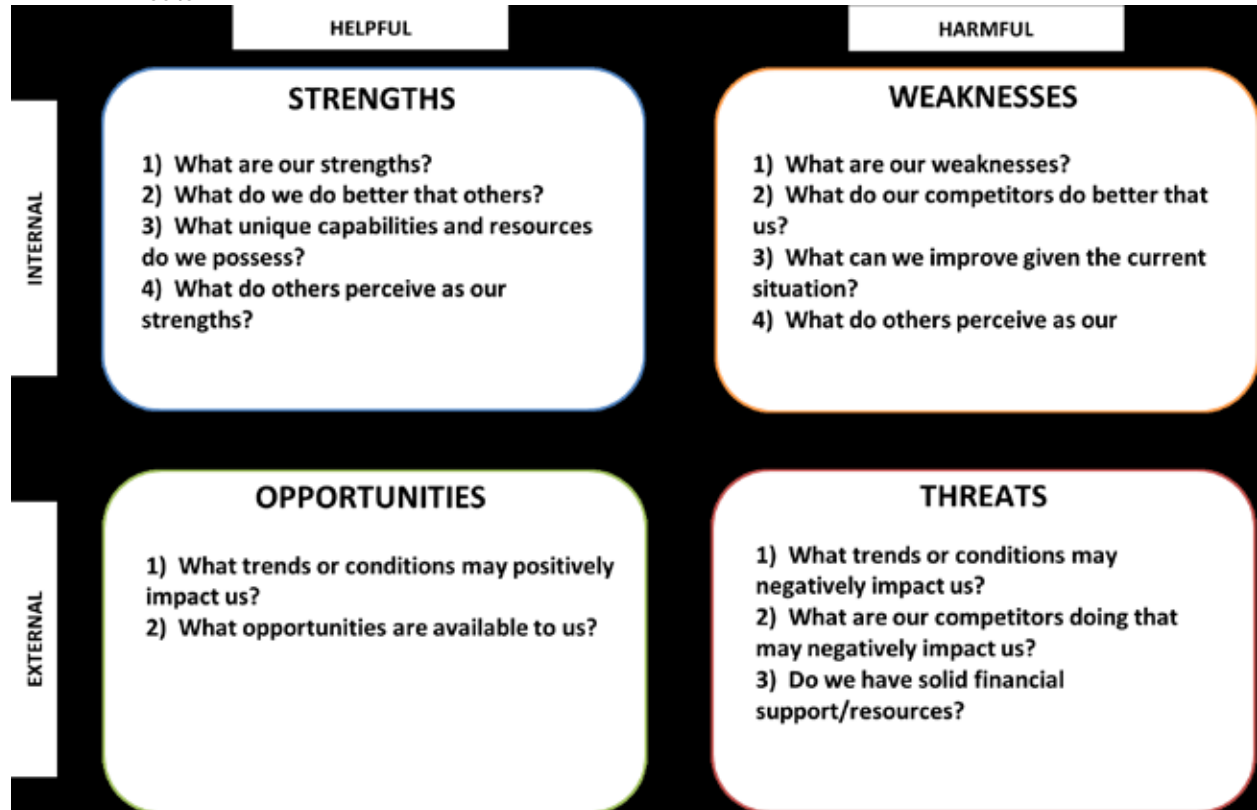 HELPFUL
HARMFUL
INTERNAL
STRENGTHS
1) What are our strengths?
2) What do we do better that others?
3) What unique capabilities and resources
do we possess?
4) What do others perceive as our
strengths?
WEAKNESSES
1) What are our weaknesses?
2) What do our competitors do better that
us?
3) What can we improve given the current
situation?
4) What do others perceive as our
EXTERNAL
OPPORTUNITIES
1) What trends or conditions may positively
impact us?
2) What opportunities are available to us?
THREATS
1) What trends or conditions may
negatively impact us?
2) What are our competitors doing that
may negatively impact us?
3) Do we have solid financial
support/resources?